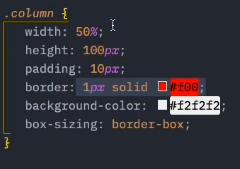 .column {
width: 50%;
height: 100px;
padding: 10px;
border: 1px solid #f00;
background-color: #f2f2f2;
box-sizing: border-box;
}